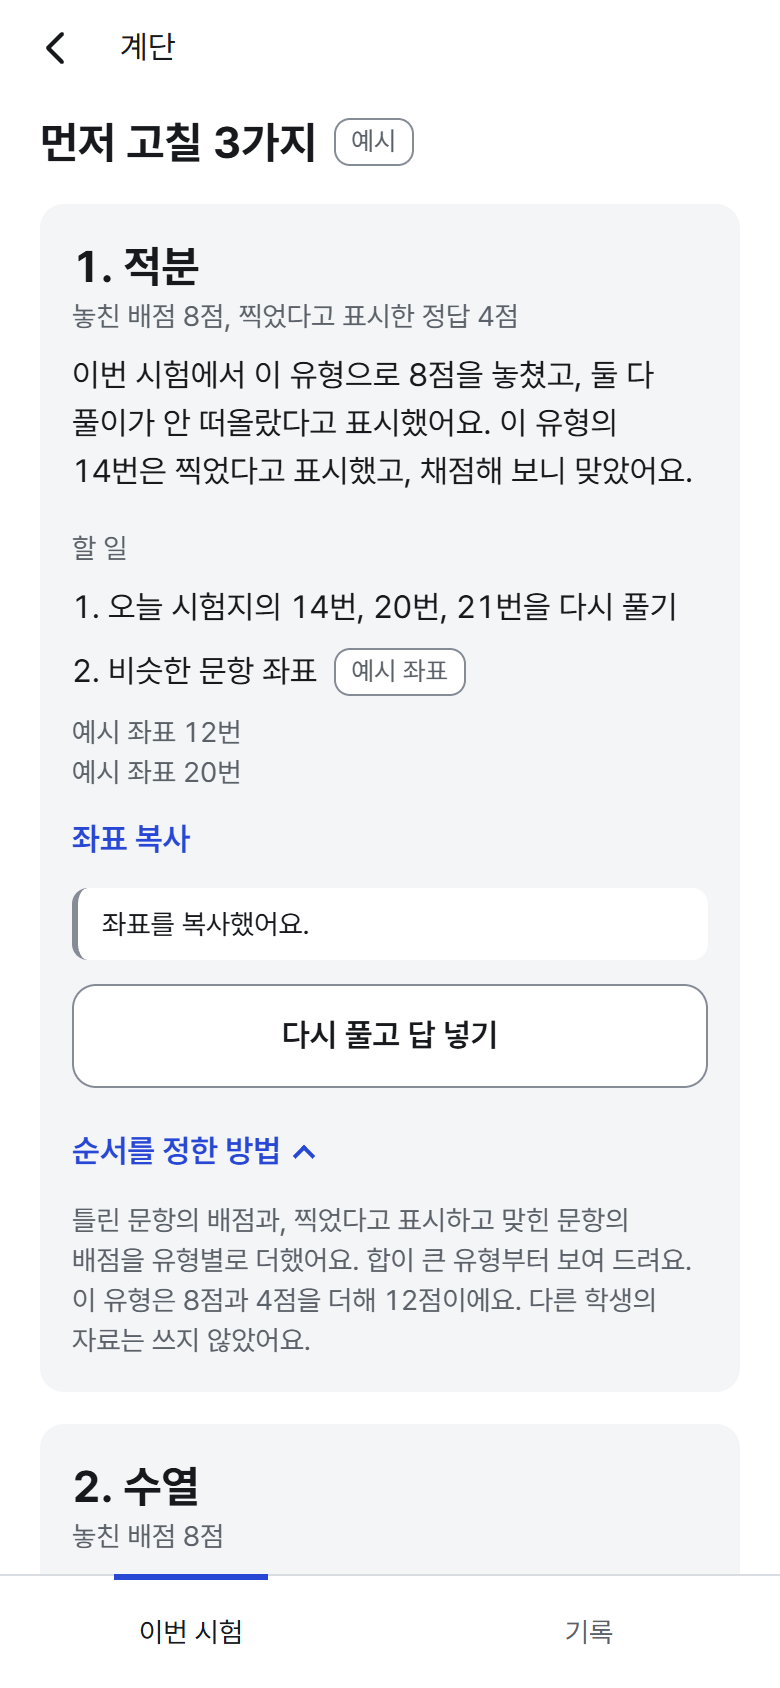 계단
먼저 고칠 3가지 예시
1. 적분
놓친 배점 8점, 찍었다고 표시한 정답 4점
이번 시험에서 이 유형으로 8점을 놓쳤고, 둘 다
풀이가 안 떠올랐다고 표시했어요. 이 유형의
14번은 찍었다고 표시했고, 채점해 보니 맞았어요.
할 일
1. 오늘 시험지의 14번, 20번, 21번을 다시 풀기
2. 비슷한 문항 좌표 예시 좌표
예시 좌표 12번
예시 좌표 20번
좌표 복사
좌표를 복사했어요.
다시 풀고 답 넣기
순서를 정한 방법
틀린 문항의 배점과, 찍었다고 표시하고 맞힌 문항의
배점을 유형별로 더했어요. 합이 큰 유형부터 보여 드려요.
이 유형은 8점과 4점을 더해 12점이에요. 다른 학생의
자료는 쓰지 않았어요.
2. 수열
놓친 배점 8점
이번 시험 기록